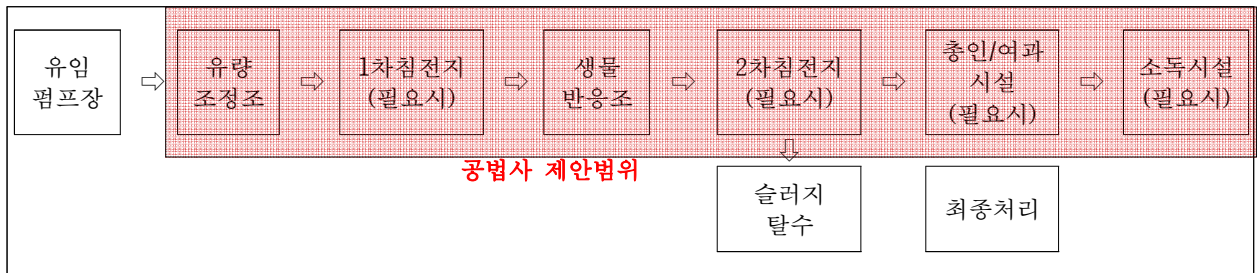 유임
펌프장
⇨
유량
조정조
⇨
1차침전지
(필요시)
⇨
생물
반응조
⇨
2차침전지
(필요시)
⇨
총인/여과
시설
(필요시)
⇨
소독시설
(필요시)
⇩
공법사 제안범위
슬러지
탈수
최종처리